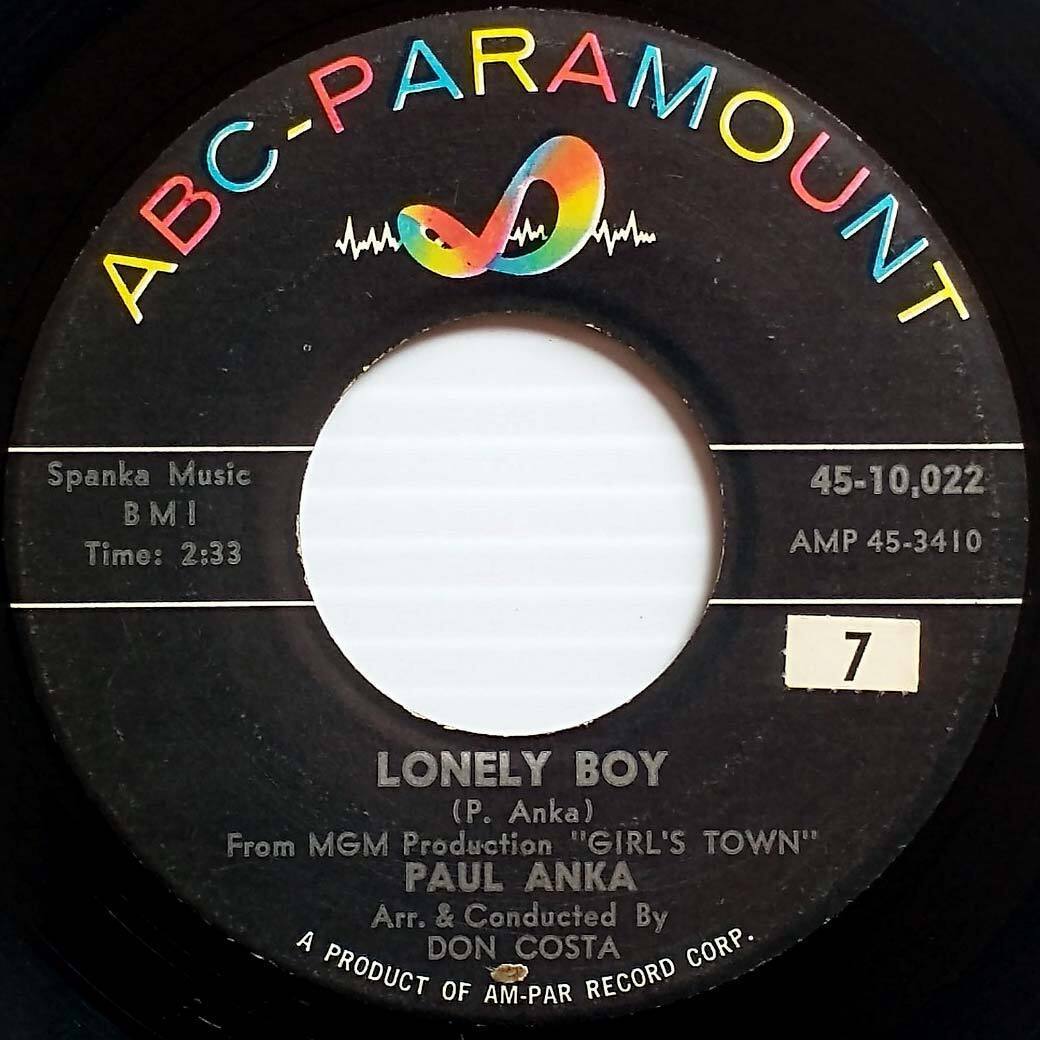 ABC-PARAMOUNT
Spanka Music
BMI
Time: 2:33
45-10,022
AMP 45-3410
7
LONELY BOY
(P. Anka)
From MGM Production "GIRL'S TOWN"
PAUL ANKA
Arr. & Conducted By
DON COSTA
A PRODUCT OF AM-PAR RECORD CORP.